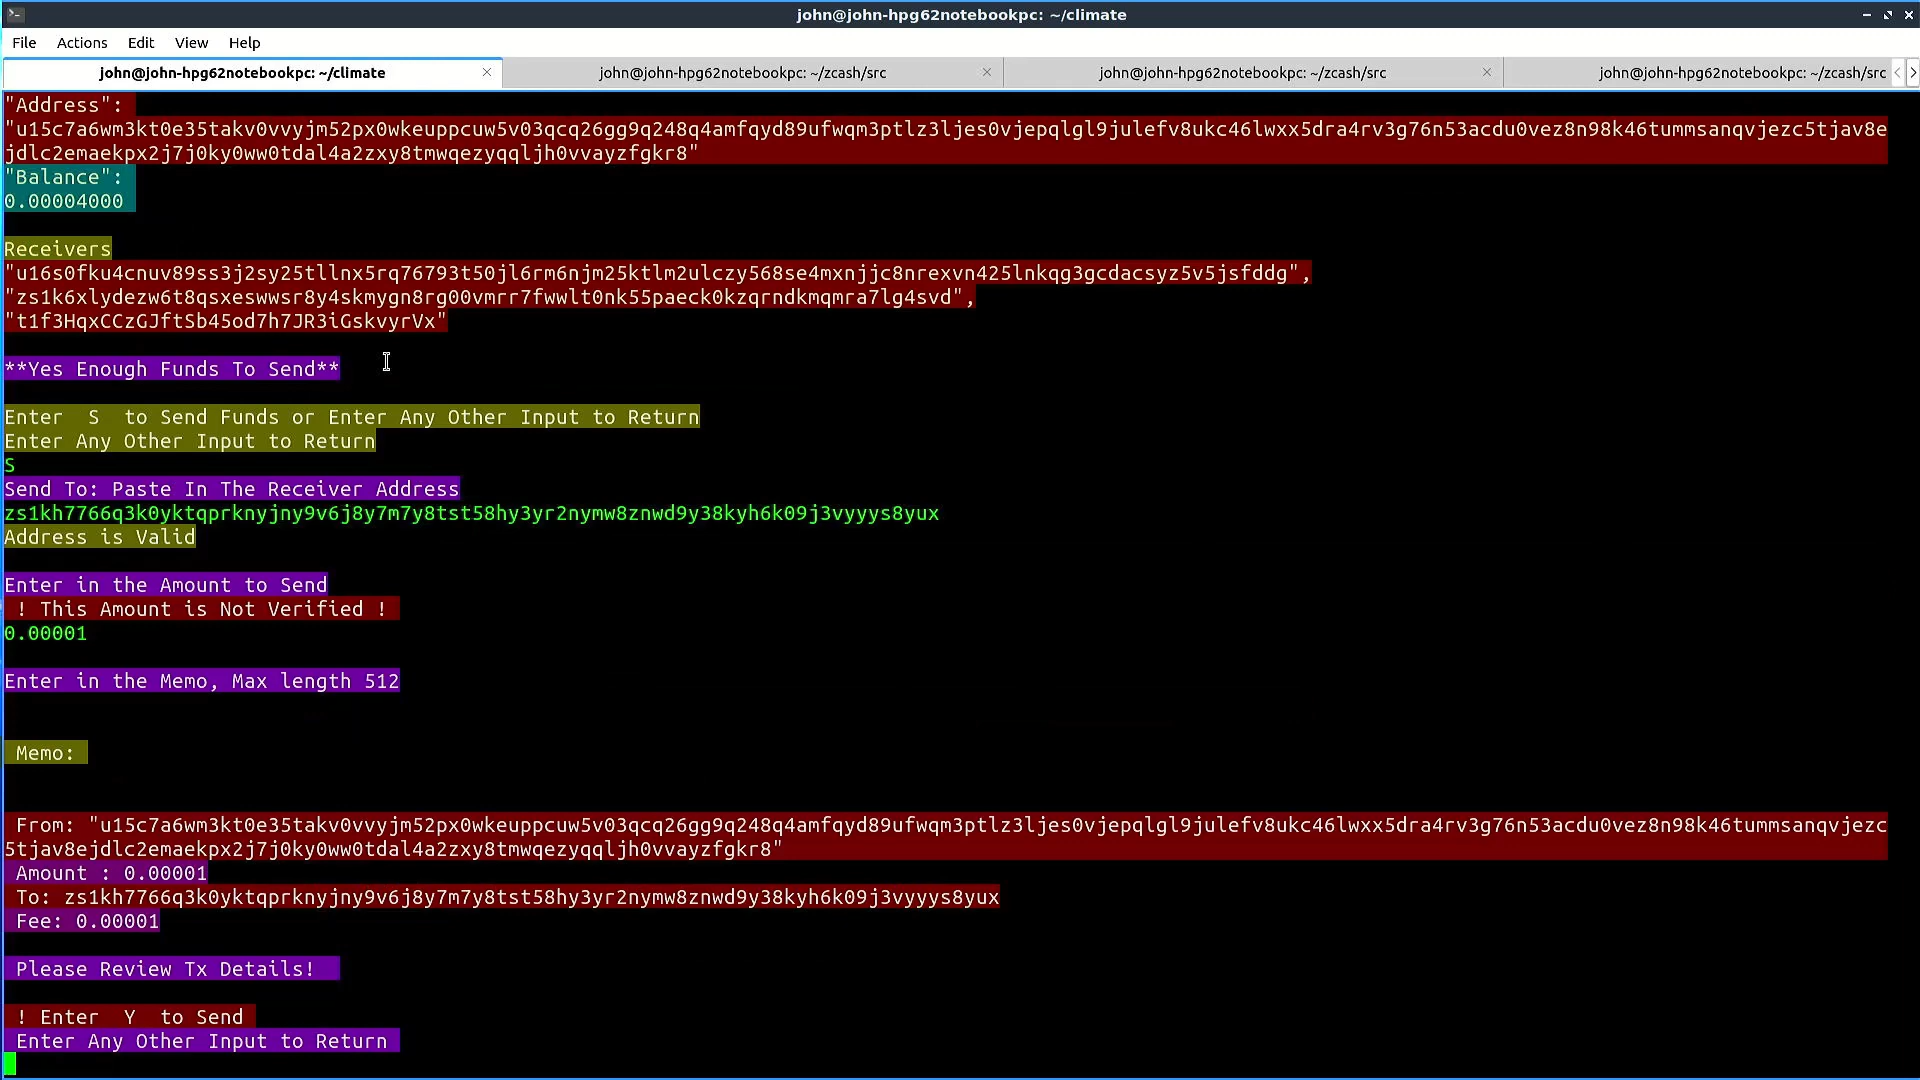 john@john-hpg62notebookpc: ~/climate
File Actions Edit View Help
john@john-hpg62notebookpc: ~/climate john@john-hpg62notebookpc: ~/zcash/src john@john-hpg62notebookpc: ~/zcash/src john@john-hpg62notebookpc: ~/zcash/src
"Address":
"u15c7a6wm3kt0e35takv0vvyjm52px0wkeuppcuw5v03qcq26gg9q248q4amfqyd89ufwqm3ptlz3ljes0vjepqlgl9julefv8ukc46lwxx5dra4rv3g76n53acdu0vez8n98k46tummsanqvjezc5tjav8e
jdlc2emaekpx2j7j0ky0ww0tdal4a2zxy8tmwqezyqqljh0vvayzfgkr8"
"Balance":
0.00004000
Receivers
"u16s0fku4cnuv89ss3j2sy25tllnx5rq76793t50jl6rm6njm25ktlm2ulczy568se4mxnjjc8nrexvn425lnkqg3gcdacsyz5v5jsfddg",
"zs1k6xlydezw6t8qsxeswwsr8y4skmygn8rg00vmrr7fwwlt0nk55paeck0kzqrndkmqmra7lg4svd",
"t1f3HqxCCzGJftSb45od7h7JR3iGskvyrVx"
**Yes Enough Funds To Send**
Enter S to Send Funds or Enter Any Other Input to Return
Enter Any Other Input to Return
S
Send To: Paste In The Receiver Address
zs1kh7766q3k0yktqprknyjny9v6j8y7m7y8tst58hy3yr2nymw8znwd9y38kyh6k09j3vyyys8yux
Address is Valid
Enter in the Amount to Send
! This Amount is Not Verified !
0.00001
Enter in the Memo, Max length 512
Memo:
From: "u15c7a6wm3kt0e35takv0vvyjm52px0wkeuppcuw5v03qcq26gg9q248q4amfqyd89ufwqm3ptlz3ljes0vjepqlgl9julefv8ukc46lwxx5dra4rv3g76n53acdu0vez8n98k46tummsanqvjezc
5tjav8ejdlc2emaekpx2j7j0ky0ww0tdal4a2zxy8tmwqezyqqljh0vvayzfgkr8"
Amount : 0.00001
To: zs1kh7766q3k0yktqprknyjny9v6j8y7m7y8tst58hy3yr2nymw8znwd9y38kyh6k09j3vyyys8yux
Fee: 0.00001
Please Review Tx Details!
! Enter Y to Send
Enter Any Other Input to Return